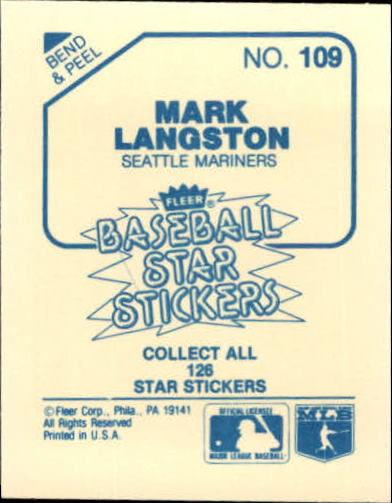 BEND
& PEEL
NO. 109
MARK
LANGSTON
SEATTLE MARINERS
FLEER®
BASEBALL
STAR
STICKERS
COLLECT ALL
126
STAR STICKERS
© Fleer Corp., Phila., PA 19141
All Rights Reserved
Printed in U.S.A.
OFFICIAL LICENSEE
MAJOR LEAGUE BASEBALL
MLB